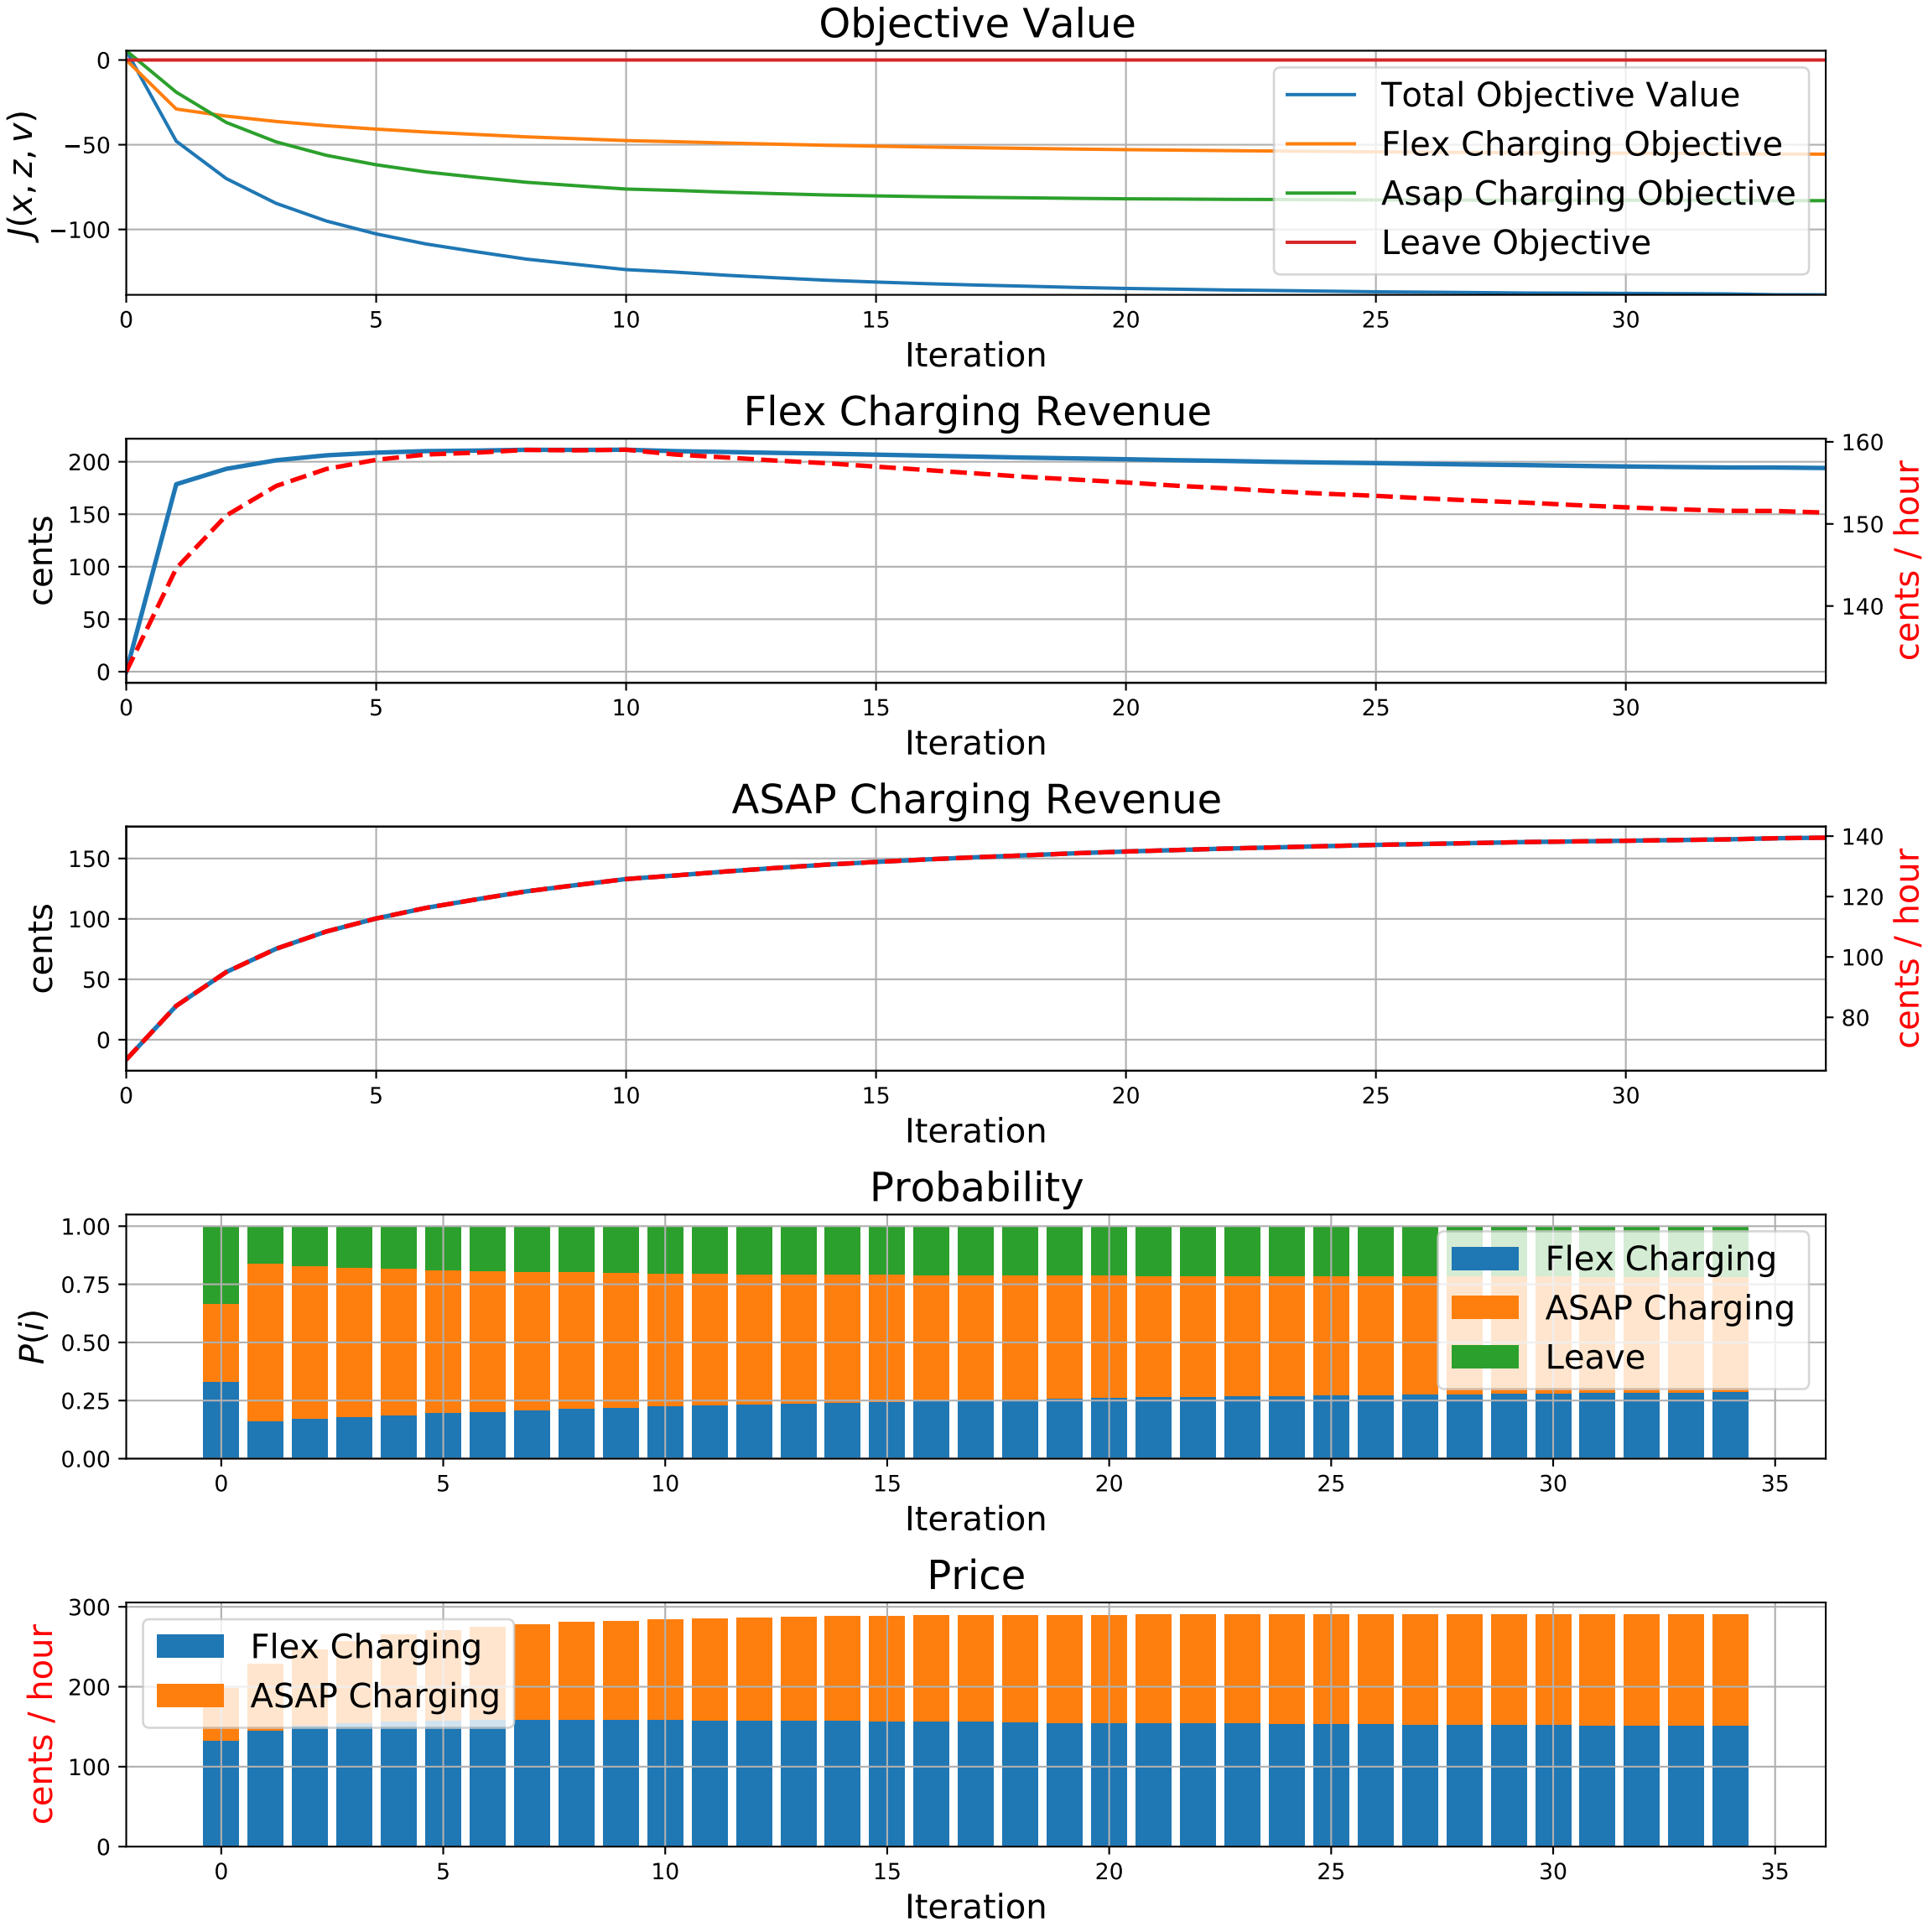 Objective Value
0
−50
−100
J(x, z, v)
Total Objective Value
Flex Charging Objective
Asap Charging Objective
Leave Objective
0 5 10 15 20 25 30
Iteration
Flex Charging Revenue
200
150
100
50
0
cents
160
150
140
cents / hour
0 5 10 15 20 25 30
Iteration
ASAP Charging Revenue
150
100
50
0
cents
140
120
100
80
cents / hour
0 5 10 15 20 25 30
Iteration
Probability
1.00
0.75
0.50
0.25
0.00
P(i)
Flex Charging
ASAP Charging
Leave
0 5 10 15 20 25 30 35
Iteration
Price
300
200
100
0
cents / hour
Flex Charging
ASAP Charging
0 5 10 15 20 25 30 35
Iteration